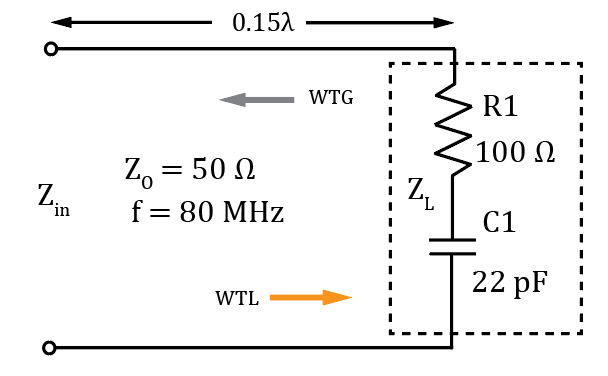 0.15λ
WTG
R1
100 Ω
Z_O = 50 Ω
Z_L
Z_in
f = 80 MHz
C1
22 pF
WTL